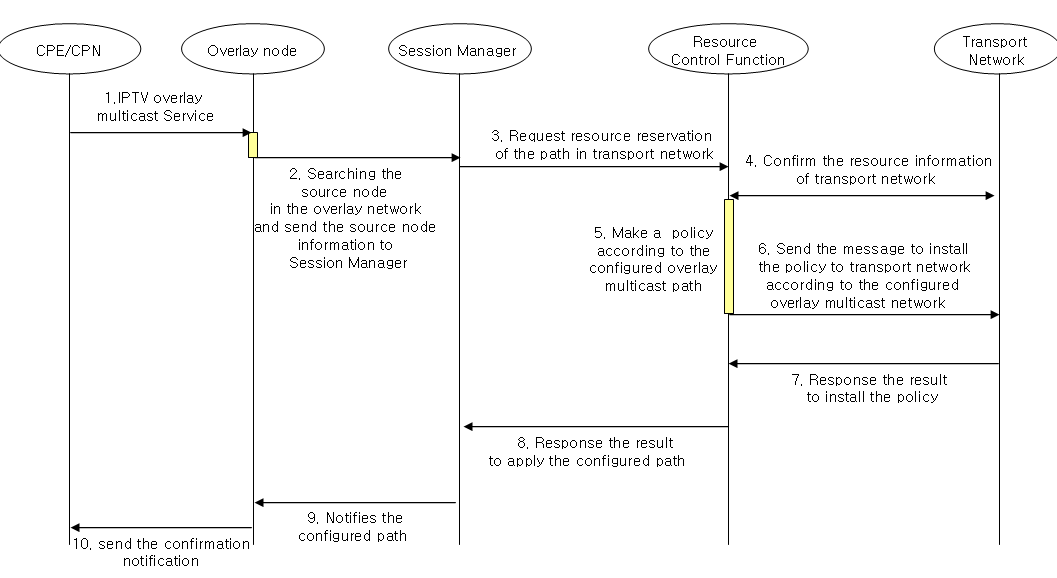 CPE/CPN
Overlay node
Session Manager
Resource
Control Function
Transport
Network
1,IPTV overlay
multicast Service
2, Searching the
source node
in the overlay network
and send the source node
information to
Session Manager
3, Request resource reservation
of the path in transport network
4, Confirm the resource information
of transport network
5, Make a policy
according to the
configured overlay
multicast path
6, Send the message to install
the policy to transport network
according to the configured
overlay multicast network
7, Response the result
to install the policy
8, Response the result
to apply the configured path
9, Notifies the
configured path
10, send the confirmation
notification